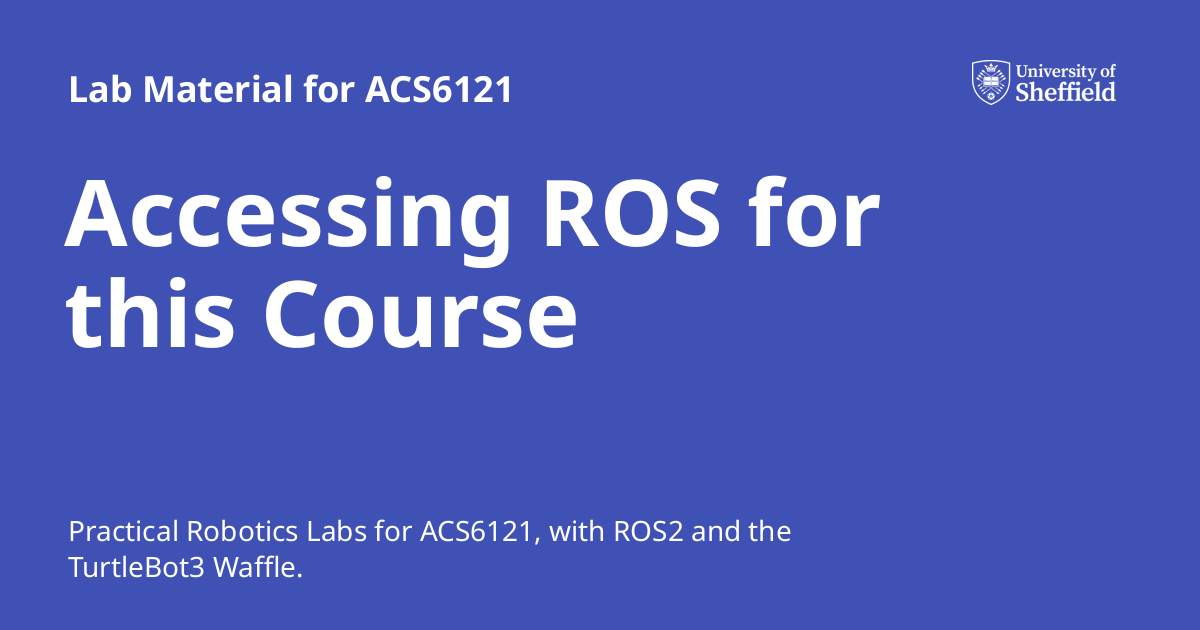 Lab Material for ACS6121
University of
Sheffield
Accessing ROS for
this Course
Practical Robotics Labs for ACS6121, with ROS2 and the
TurtleBot3 Waffle.